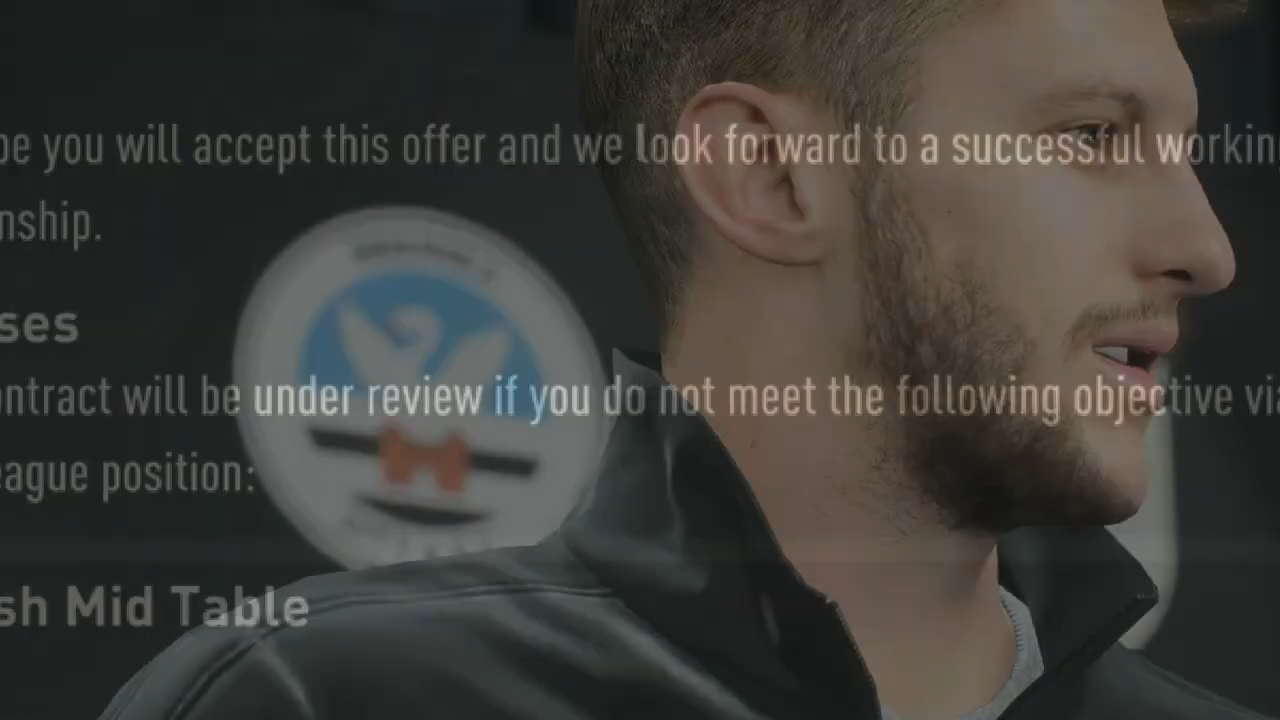 pe you will accept this offer and we look forward to a successful workin
nship.
ses
ontract will be under review if you do not meet the following objective via
eague position:
sh Mid Table